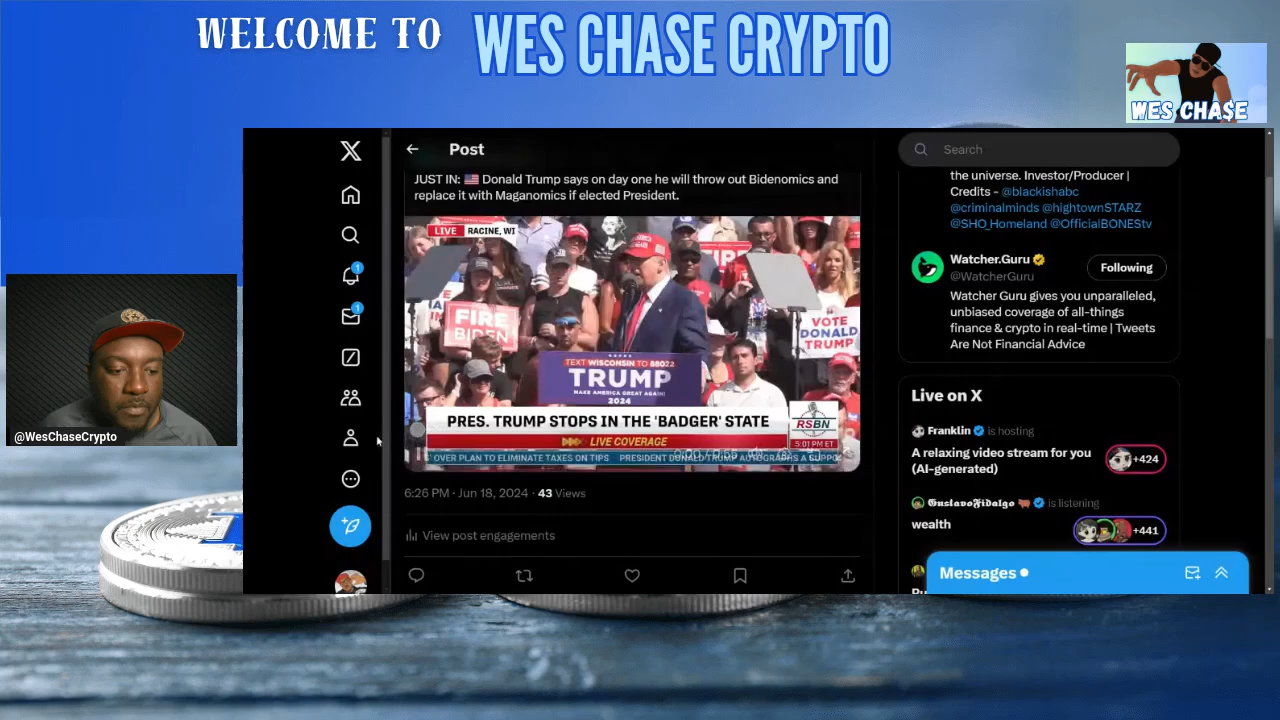 WELCOME TO WES CHASE CRYPTO
WES CHA$E
@WesChaseCrypto
Post
JUST IN: 🇺🇸 Donald Trump says on day one he will throw out Bidenomics and
replace it with Maganomics if elected President.
LIVE RACINE, WI
FIRE
BIDEN
VOTE
DONALD
TRUMP
TEXT WISCONSIN TO 88022
TRUMP
MAKE AMERICA GREAT AGAIN!
2024
PRES. TRUMP STOPS IN THE 'BADGER' STATE
LIVE COVERAGE
RSBN
5:01 PM ET
OVER PLAN TO ELIMINATE TAXES ON TIPS PRESIDENT DONALD TRUMP AUTOGRAPHS A SUPPO
6:26 PM · Jun 18, 2024 · 43 Views
View post engagements
Search
the universe. Investor/Producer |
Credits - @blackishabc
@criminalminds @hightownSTARZ
@SHO_Homeland @OfficialBONEStv
Watcher.Guru
@WatcherGuru
Following
Watcher Guru gives you unparalleled,
unbiased coverage of all-things
finance & crypto in real-time | Tweets
Are Not Financial Advice
Live on X
Franklin is hosting
A relaxing video stream for you
(AI-generated)
+424
𝕲𝖚𝖘𝖙𝖆𝖛𝖔𝕱𝖎𝖉𝖆𝖑𝖌𝖔 is listening
wealth
+441
Messages
1
1